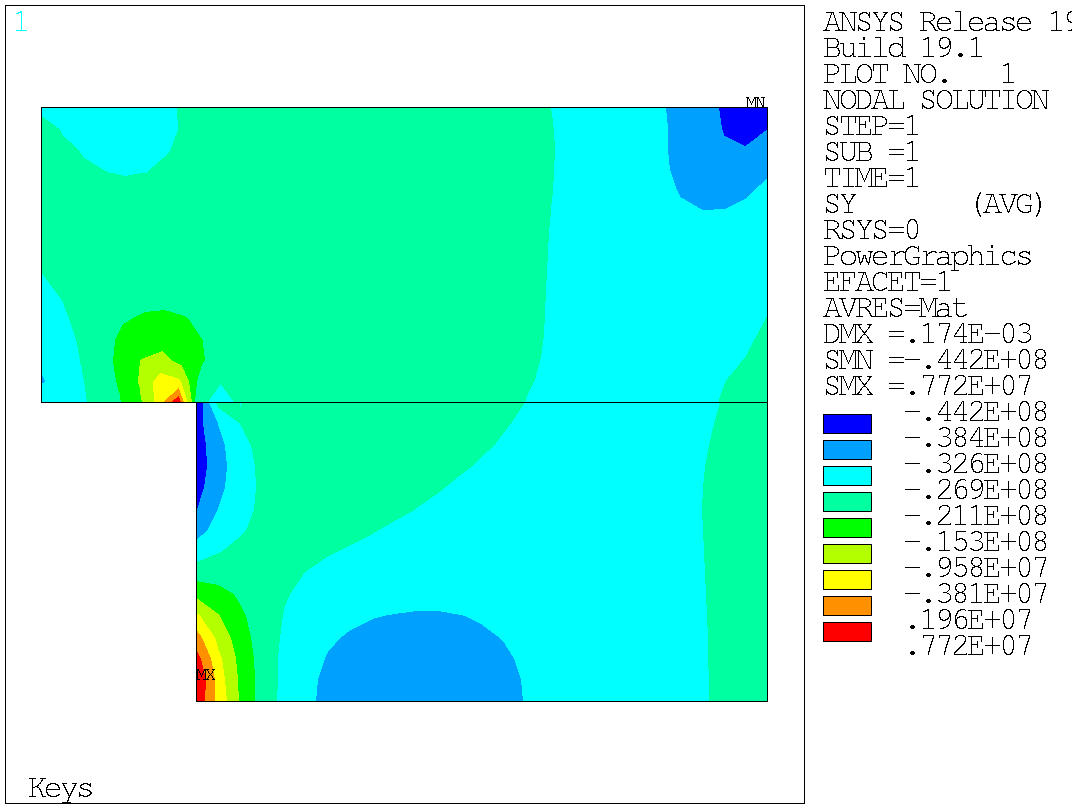 1
ANSYS Release 19
Build 19.1
PLOT NO.   1
NODAL SOLUTION
STEP=1
SUB =1
TIME=1
SY       (AVG)
RSYS=0
PowerGraphics
EFACET=1
AVRES=Mat
DMX =.174E-03
SMN =-.442E+08
SMX =.772E+07
-.442E+08
-.384E+08
-.326E+08
-.269E+08
-.211E+08
-.153E+08
-.958E+07
-.381E+07
.196E+07
.772E+07
MN
MX
Keys